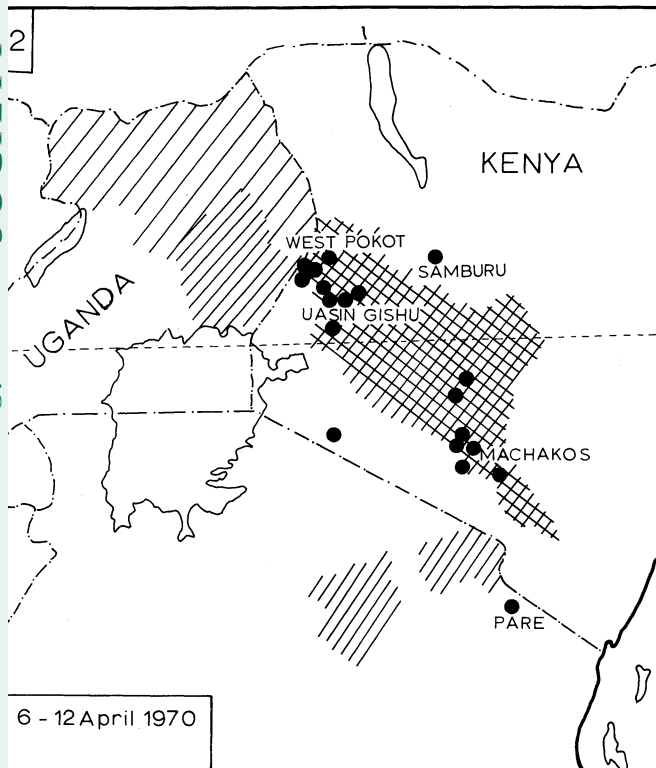 2
KENYA
WEST POKOT
SAMBURU
UGANDA
UASIN GISHU
MACHAKOS
PARE
6 - 12 April 1970